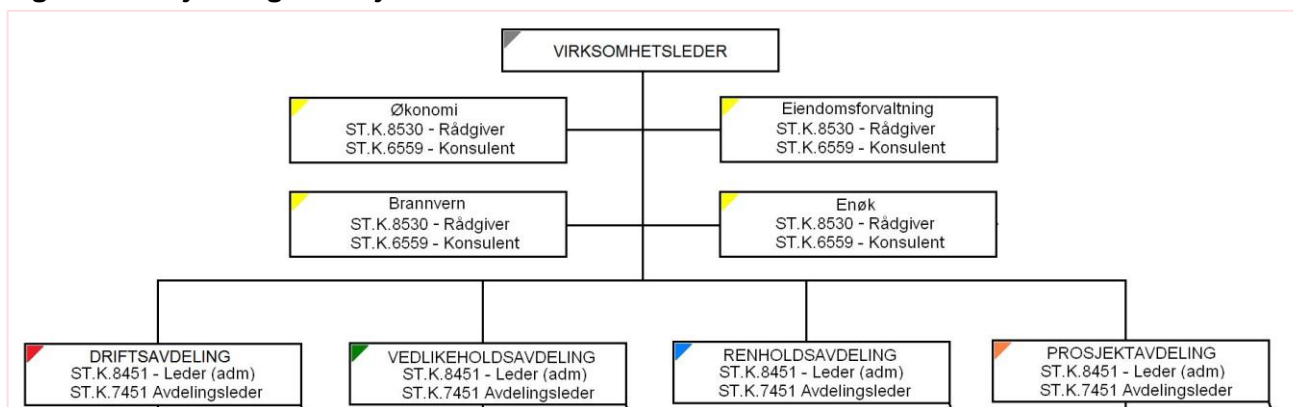 VIRKSOMHETSLEDER
Økonomi
ST.K.8530 - Rådgiver
ST.K.6559 - Konsulent
Eiendomsforvaltning
ST.K.8530 - Rådgiver
ST.K.6559 - Konsulent
Brannvern
ST.K.8530 - Rådgiver
ST.K.6559 - Konsulent
Enøk
ST.K.8530 - Rådgiver
ST.K.6559 - Konsulent
DRIFTSAVDELING
ST.K.8451 - Leder (adm)
ST.K.7451 Avdelingsleder
VEDLIKEHOLDSAVDELING
ST.K.8451 - Leder (adm)
ST.K.7451 Avdelingsleder
RENHOLDSAVDELING
ST.K.8451 - Leder (adm)
ST.K.7451 Avdelingsleder
PROSJEKTAVDELING
ST.K.8451 - Leder (adm)
ST.K.7451 Avdelingsleder